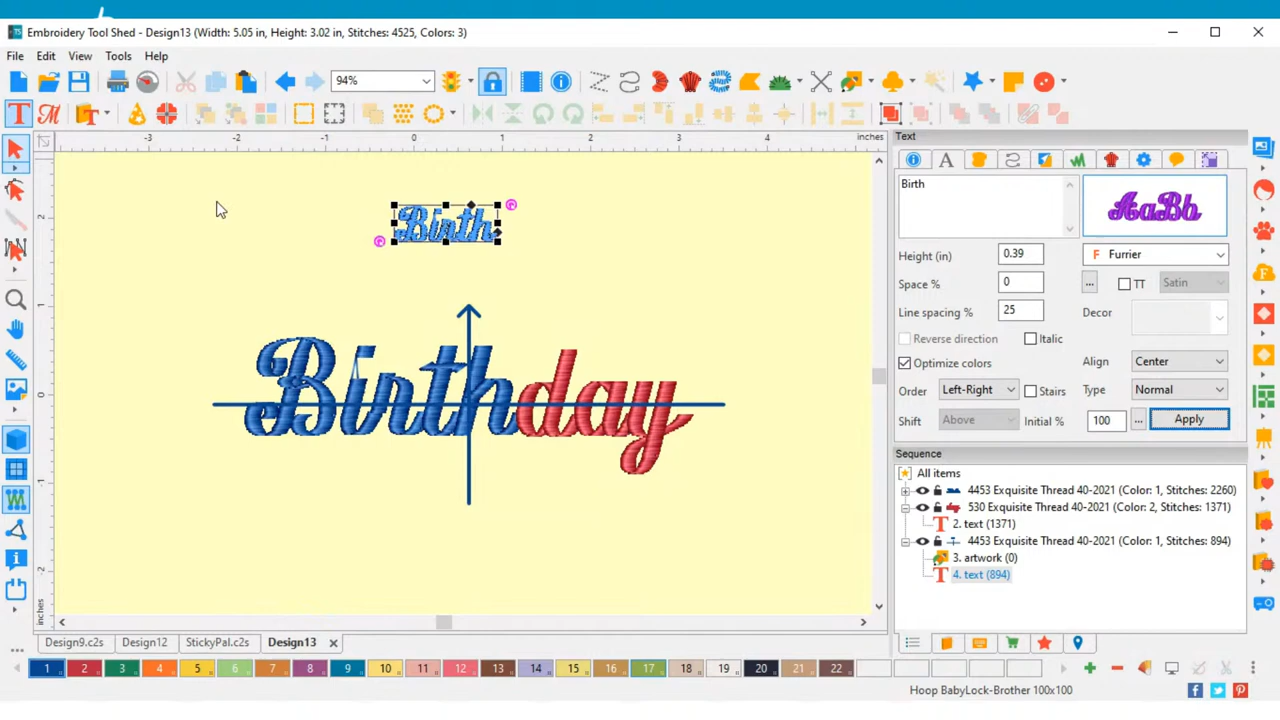 Embroidery Tool Shed - Design13 (Width: 5.05 in, Height: 3.02 in, Stitches: 4525, Colors: 3)
File Edit View Tools Help
94%
-3 -2 -1 0 1 2 3 4 inches
2
1
0
-1
-2
inches
Birth
Birthday
Text
Birth
AaBb
Height (in) 0.39 F Furrier
Space % 0 ... TT Satin
Line spacing % 25 Decor
Reverse direction Italic
Optimize colors Align Center
Order Left-Right Stairs Type Normal
Shift Above Initial % 100 ... Apply
Sequence
All items
4453 Exquisite Thread 40-2021 (Color: 1, Stitches: 2260)
530 Exquisite Thread 40-2021 (Color: 2, Stitches: 1371)
2. text (1371)
4453 Exquisite Thread 40-2021 (Color: 1, Stitches: 894)
3. artwork (0)
4. text (894)
Design9.c2s Design12 StickyPal.c2s Design13
1 2 3 4 5 6 7 8 9 10 11 12 13 14 15 16 17 18 19 20 21 22
Hoop BabyLock-Brother 100x100